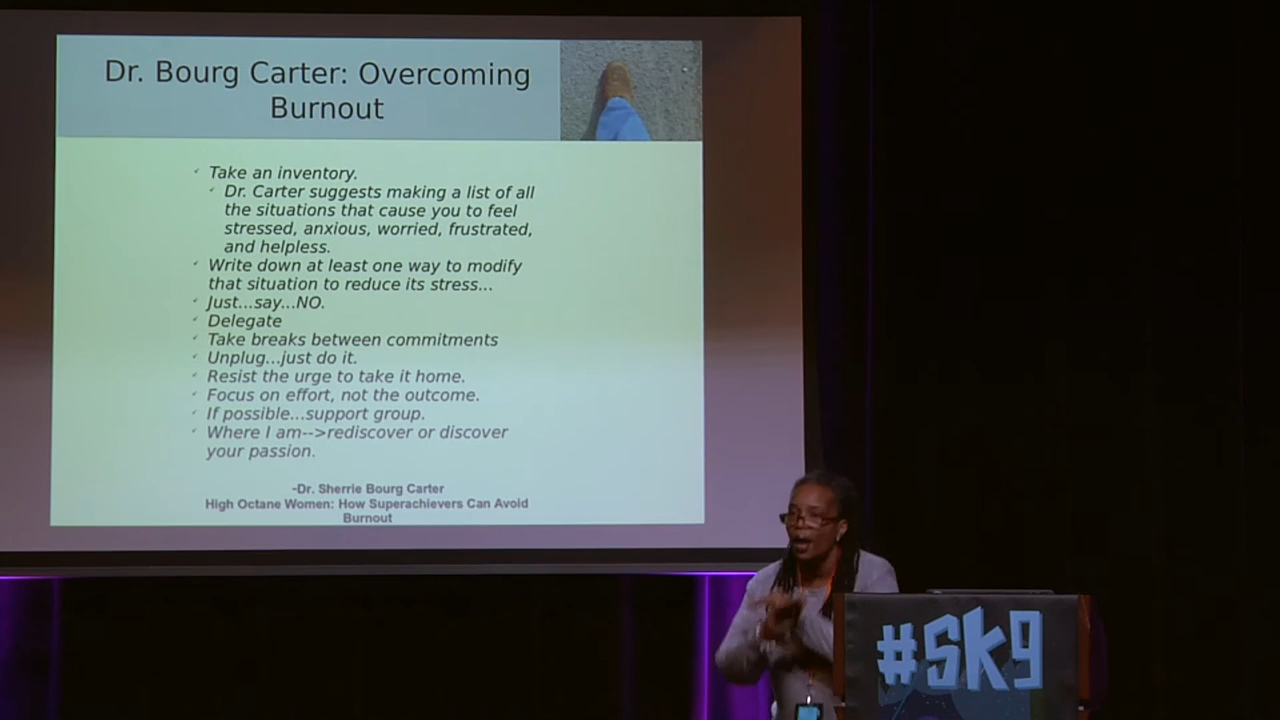 Dr. Bourg Carter: Overcoming
Burnout
Take an inventory.
Dr. Carter suggests making a list of all
the situations that cause you to feel
stressed, anxious, worried, frustrated,
and helpless.
Write down at least one way to modify
that situation to reduce its stress...
Just...say...NO.
Delegate
Take breaks between commitments
Unplug...just do it.
Resist the urge to take it home.
Focus on effort, not the outcome.
If possible...support group.
Where I am-->rediscover or discover
your passion.
-Dr. Sherrie Bourg Carter
High Octane Women: How Superachievers Can Avoid
Burnout
#SK9